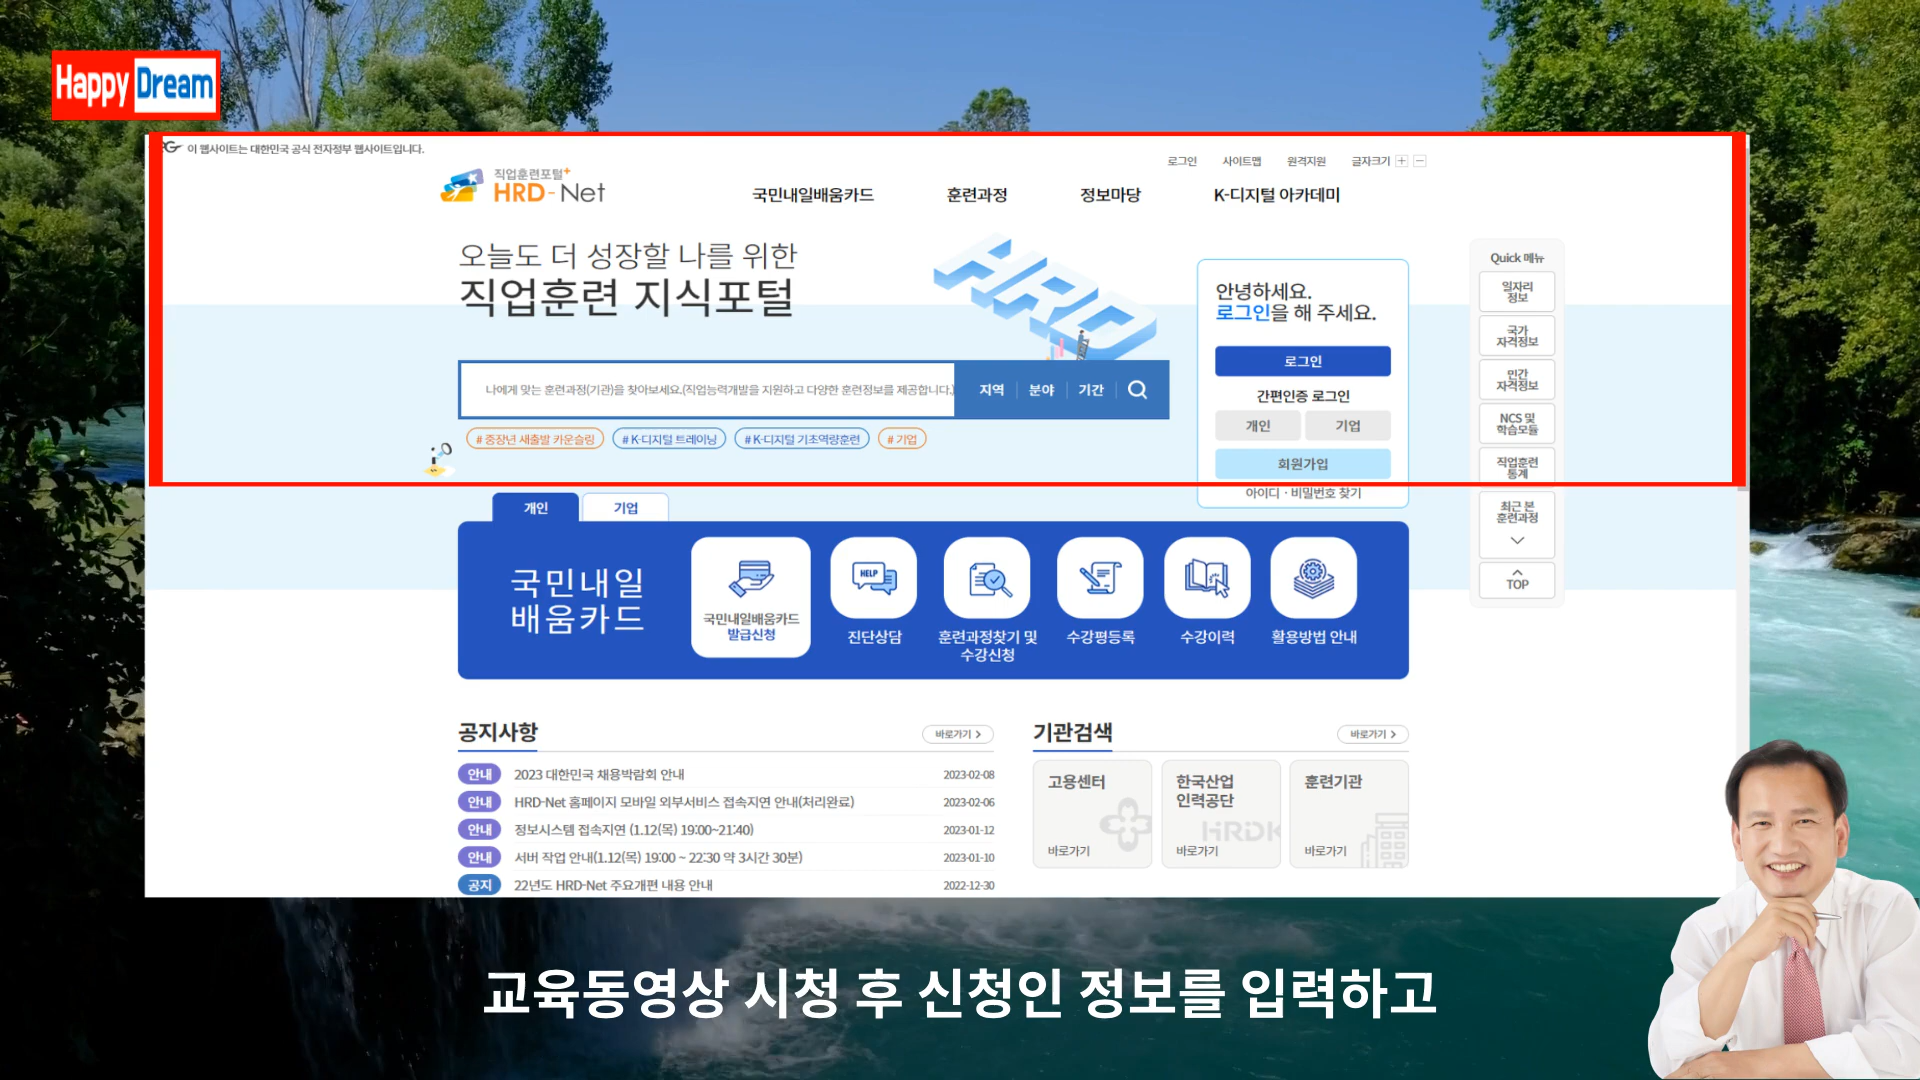 Happy Dream
이 웹사이트는 대한민국 공식 전자정부 웹사이트입니다.
로그인 사이트맵 원격지원 글자크기 + −
직업훈련포털+
HRD-Net
국민내일배움카드 훈련과정 정보마당 K-디지털 아카데미
오늘도 더 성장할 나를 위한
직업훈련 지식포털
HRD
나에게 맞는 훈련과정(기관)을 찾아보세요.(직업능력개발을 지원하고 다양한 훈련정보를 제공합니다.)
지역 분야 기간
# 중장년 새출발 카운슬링 # K-디지털 트레이닝 # K-디지털 기초역량훈련 # 기업
안녕하세요.
로그인을 해 주세요.
로그인
간편인증 로그인
개인 기업
회원가입
아이디 · 비밀번호 찾기
Quick 메뉴
일자리
정보
국가
자격정보
민간
자격정보
NCS 및
학습모듈
직업훈련
통계
최근 본
훈련과정
TOP
개인 기업
국민내일
배움카드
국민내일배움카드
발급신청
HELP
진단상담
훈련과정찾기 및
수강신청
수강평등록
수강이력
활용방법 안내
공지사항 바로가기 >
안내 2023 대한민국 채용박람회 안내 2023-02-08
안내 HRD-Net 홈페이지 모바일 외부서비스 접속지연 안내(처리완료) 2023-02-06
안내 정보시스템 접속지연 (1.12(목) 19:00~21:40) 2023-01-12
안내 서버 작업 안내(1.12(목) 19:00 ~ 22:30 약 3시간 30분) 2023-01-10
공지 22년도 HRD-Net 주요개편 내용 안내 2022-12-30
기관검색 바로가기 >
고용센터
바로가기
한국산업
인력공단
HRDK
바로가기
훈련기관
바로가기
교육동영상 시청 후 신청인 정보를 입력하고